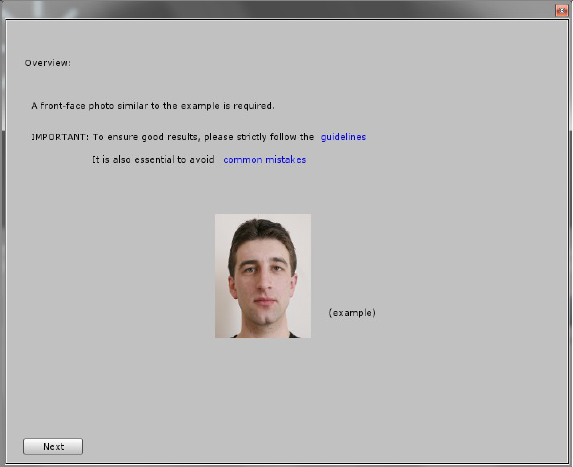 Overview:
A front-face photo similar to the example is required.
IMPORTANT: To ensure good results, please strictly follow the guidelines
It is also essential to avoid common mistakes
(example)
Next